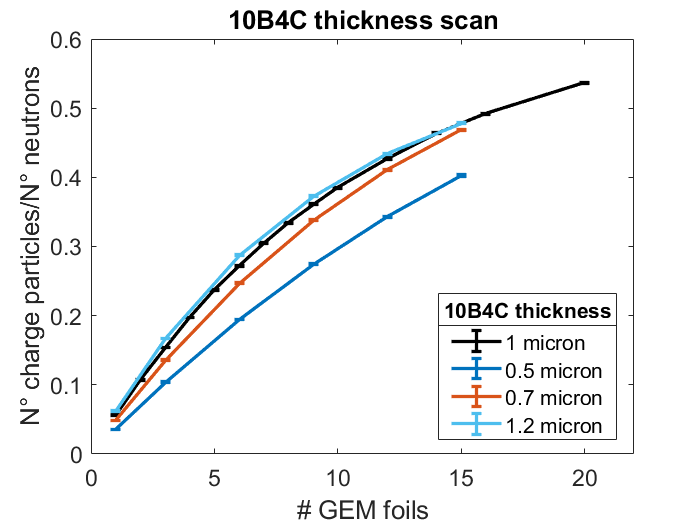 10B4C thickness scan
N° charge particles/N° neutrons
0.6
0.5
0.4
0.3
0.2
0.1
0
0
5
10
15
20
# GEM foils
10B4C thickness
1 micron
0.5 micron
0.7 micron
1.2 micron